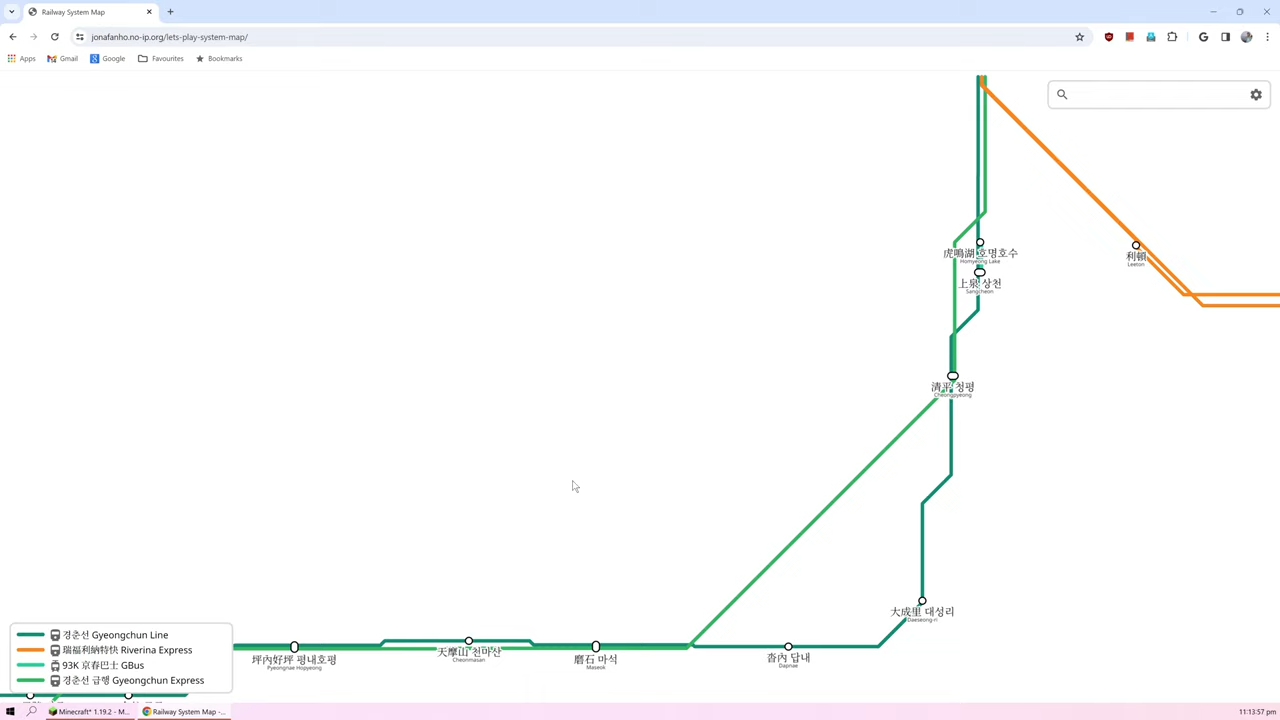 Railway System Map
jonafanho.no-ip.org/lets-play-system-map/
Apps
Gmail
Google
Favourites
Bookmarks
虎鳴湖 호명호수
Homyeong Lake
上泉 상천
Sangcheon
利頓
Leeton
清平 청평
Cheongpyeong
大成里 대성리
Daeseong-ri
坪內好坪 평내호평
Pyeongnae Hopyeong
天摩山 천마산
Cheonmasan
磨石 마석
Maseok
沓內 답내
Dapnae
경춘선 Gyeongchun Line
瑞福利納特快 Riverina Express
93K 京春巴士 GBus
경춘선 급행 Gyeongchun Express
Minecraft* 1.19.2 - M...
Railway System Map -...
11:13:57 pm